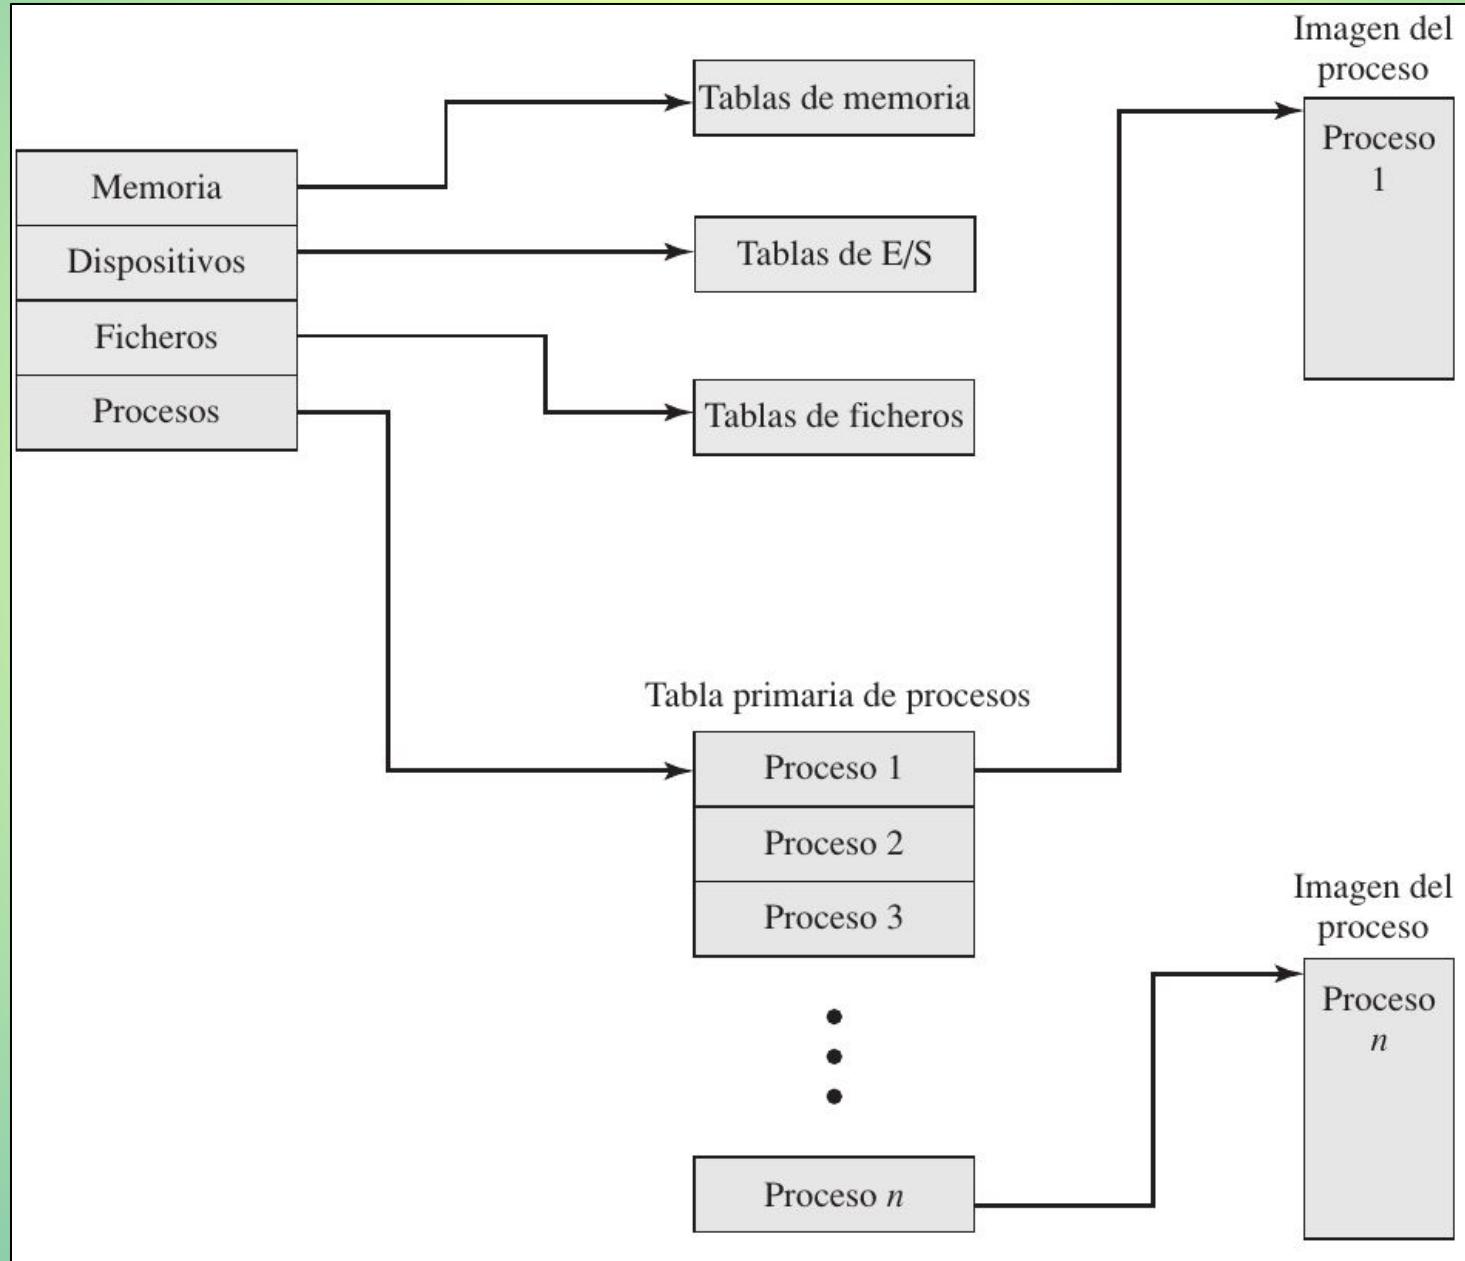 Memoria
Dispositivos
Ficheros
Procesos
Tablas de memoria
Tablas de E/S
Tablas de ficheros
Tabla primaria de procesos
Proceso 1
Proceso 2
Proceso 3
Proceso n
Imagen del
proceso
Proceso
1
Imagen del
proceso
Proceso
n